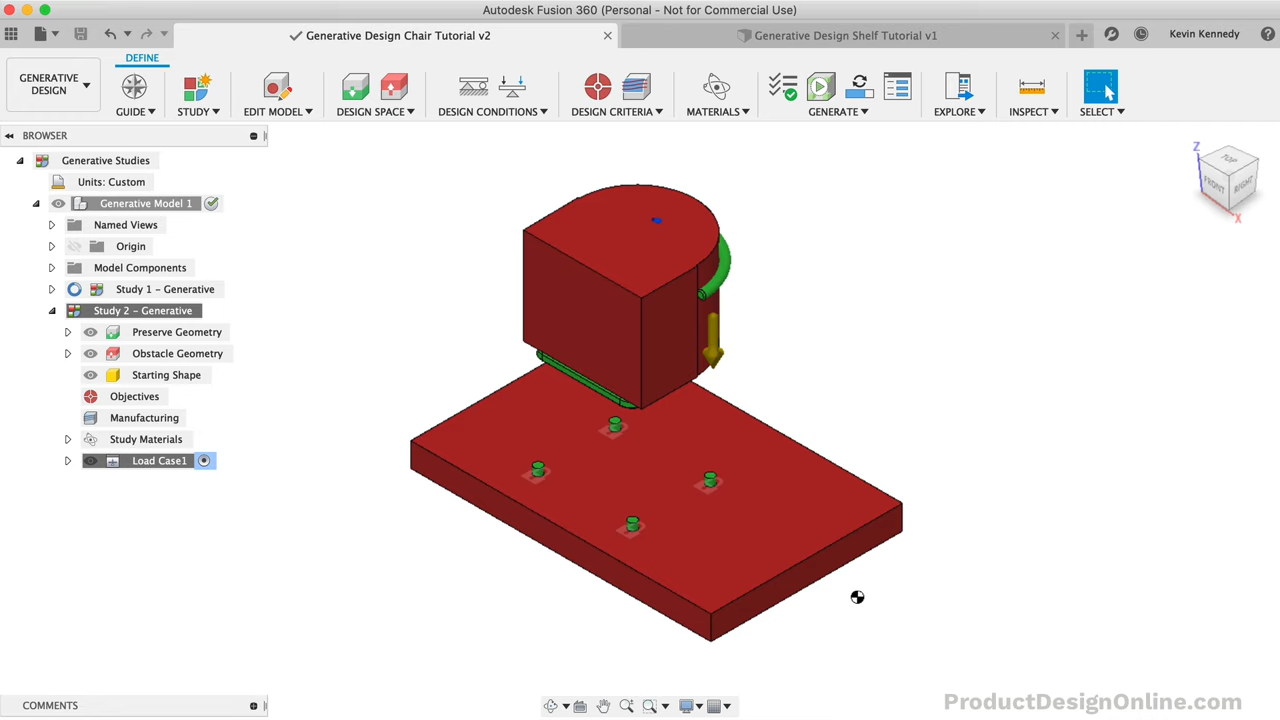 Autodesk Fusion 360 (Personal - Not for Commercial Use)
Generative Design Chair Tutorial v2
Generative Design Shelf Tutorial v1
Kevin Kennedy
DEFINE
GENERATIVE
DESIGN
GUIDE
STUDY
EDIT MODEL
DESIGN SPACE
DESIGN CONDITIONS
DESIGN CRITERIA
MATERIALS
GENERATE
EXPLORE
INSPECT
SELECT
BROWSER
Generative Studies
Units: Custom
Generative Model 1
Named Views
Origin
Model Components
Study 1 - Generative
Study 2 - Generative
Preserve Geometry
Obstacle Geometry
Starting Shape
Objectives
Manufacturing
Study Materials
Load Case1
Z
TOP
FRONT
RIGHT
X
COMMENTS
ProductDesignOnline.com